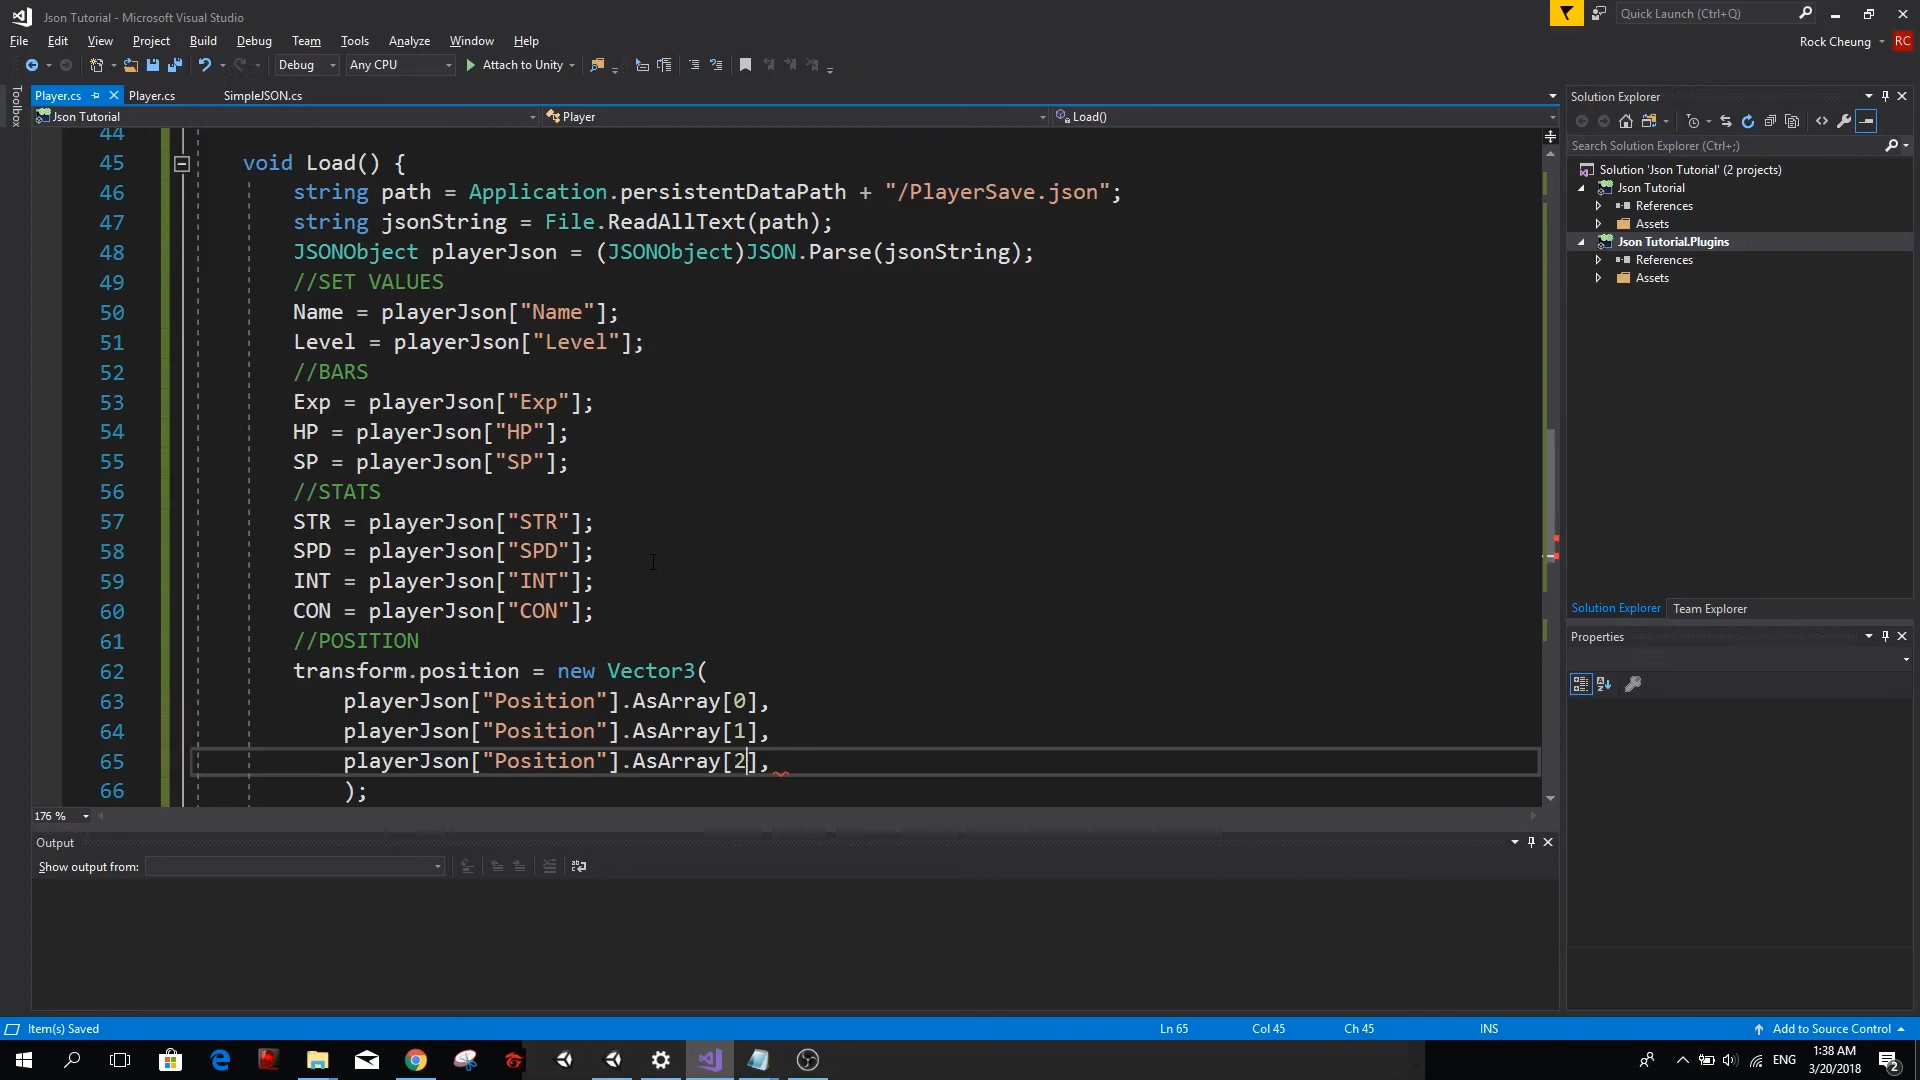 Json Tutorial - Microsoft Visual Studio
Quick Launch (Ctrl+Q)
File Edit View Project Build Debug Team Tools Analyze Window Help
Rock Cheung RC
Debug Any CPU Attach to Unity
Toolbox
Player.cs Player.cs SimpleJSON.cs
Json Tutorial Player Load()
44
45 void Load() {
46 string path = Application.persistentDataPath + "/PlayerSave.json";
47 string jsonString = File.ReadAllText(path);
48 JSONObject playerJson = (JSONObject)JSON.Parse(jsonString);
49 //SET VALUES
50 Name = playerJson["Name"];
51 Level = playerJson["Level"];
52 //BARS
53 Exp = playerJson["Exp"];
54 HP = playerJson["HP"];
55 SP = playerJson["SP"];
56 //STATS
57 STR = playerJson["STR"];
58 SPD = playerJson["SPD"];
59 INT = playerJson["INT"];
60 CON = playerJson["CON"];
61 //POSITION
62 transform.position = new Vector3(
63 playerJson["Position"].AsArray[0],
64 playerJson["Position"].AsArray[1],
65 playerJson["Position"].AsArray[2],
66 );
176 %
Output
Show output from:
Solution Explorer
Search Solution Explorer (Ctrl+;)
Solution 'Json Tutorial' (2 projects)
Json Tutorial
References
Assets
Json Tutorial.Plugins
References
Assets
Solution Explorer Team Explorer
Properties
Item(s) Saved Ln 65 Col 45 Ch 45 INS Add to Source Control
ENG
1:38 AM
3/20/2018
2